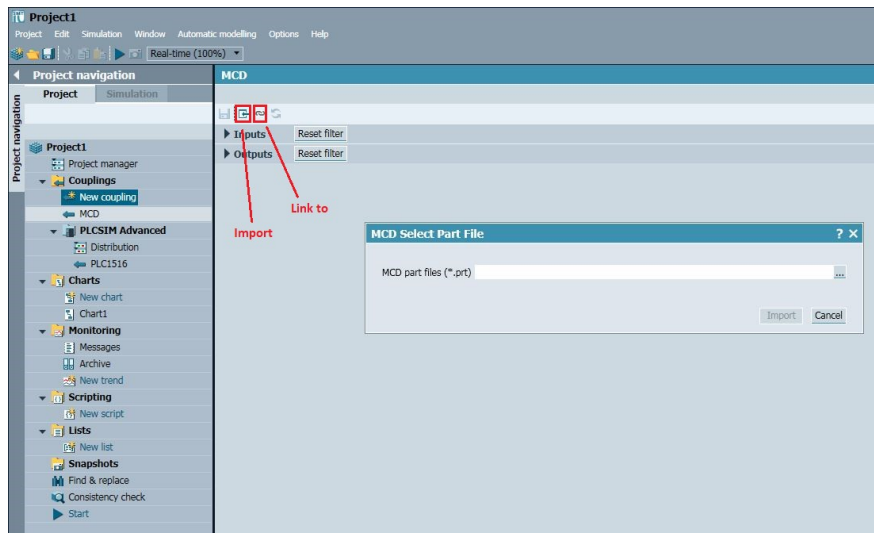 Project1
Project Edit Simulation Window Automatic modelling Options Help
Real-time (100%)
Project navigation
MCD
Project Simulation
Project navigation
Inputs Reset filter
Outputs Reset filter
Project1
Project manager
Couplings
New coupling
MCD
PLCSIM Advanced
Distribution
PLC1516
Charts
New chart
Chart1
Monitoring
Messages
Archive
New trend
Scripting
New script
Lists
New list
Snapshots
Find & replace
Consistency check
Start
Import
Link to
MCD Select Part File ? X
MCD part files (*.prt) ...
Import Cancel